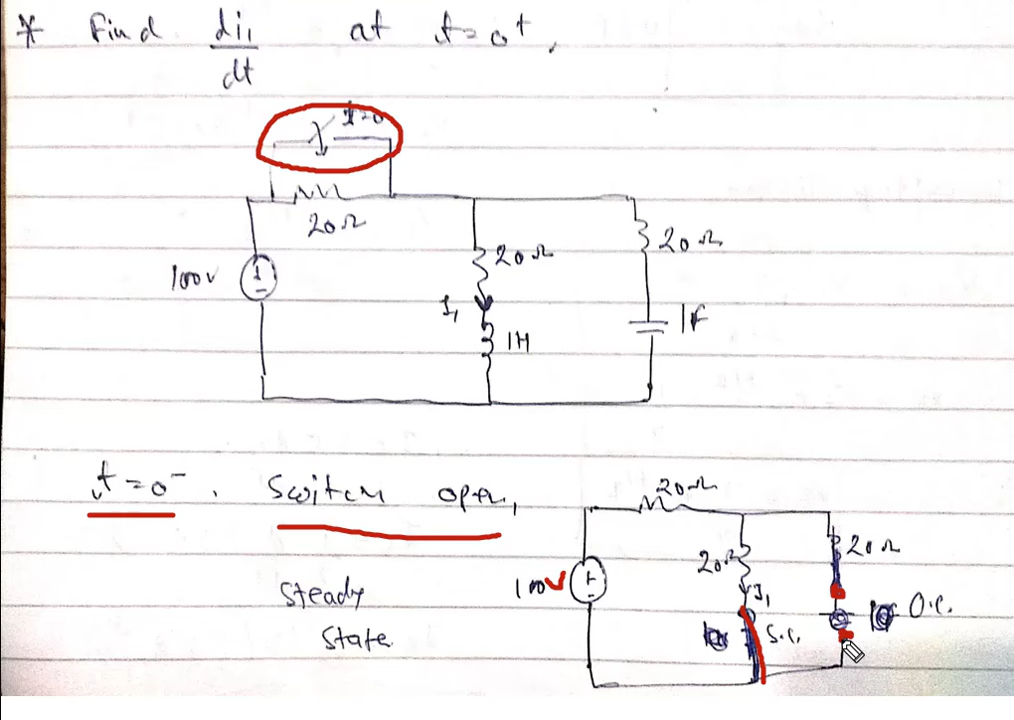 * Find di₁/dt at t=0⁺,
t=0
20Ω
100V
20Ω
20Ω
I₁
1H
1F
t=0⁻. Switch open,
Steady
State
20Ω
100V
20Ω
20Ω
I₁
S.C.
O.C.